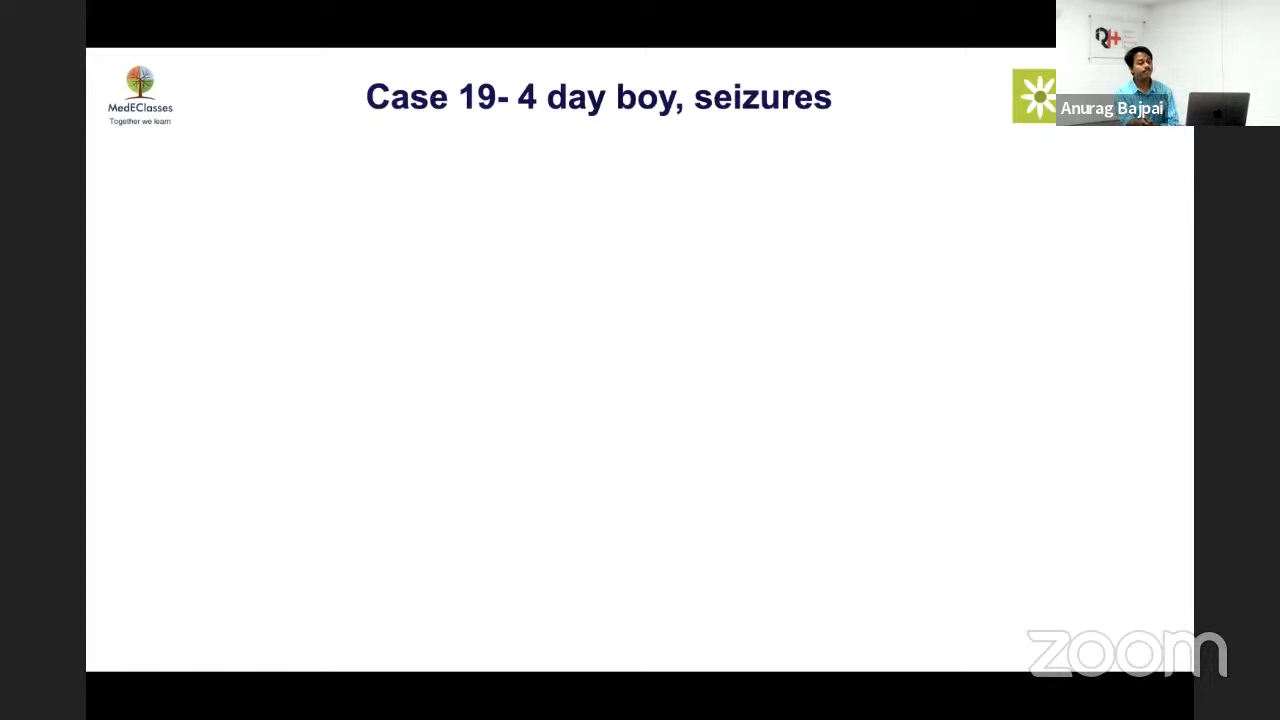 MedEClasses
Together we learn
Case 19- 4 day boy, seizures
Anurag Bajpai
zoom